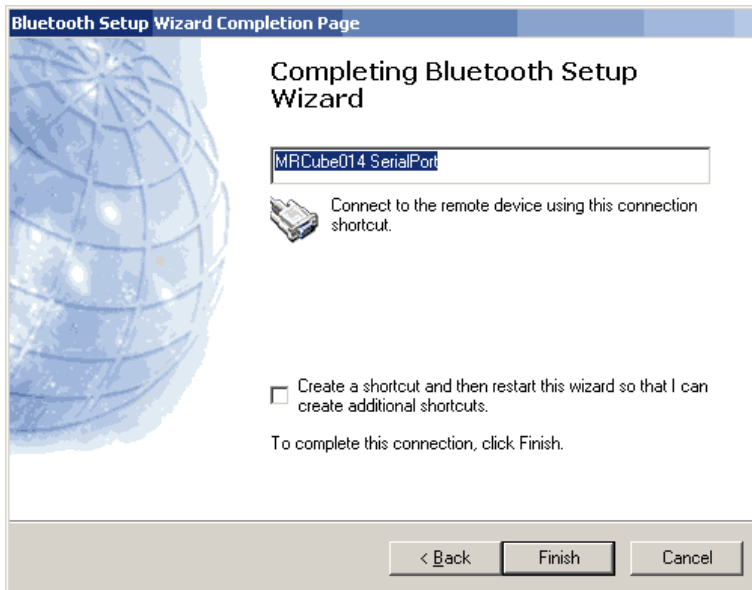 Bluetooth Setup Wizard Completion Page
Completing Bluetooth Setup
Wizard
MRCube014 SerialPort
Connect to the remote device using this connection
shortcut.
Create a shortcut and then restart this wizard so that I can
create additional shortcuts.
To complete this connection, click Finish.
< Back Finish Cancel